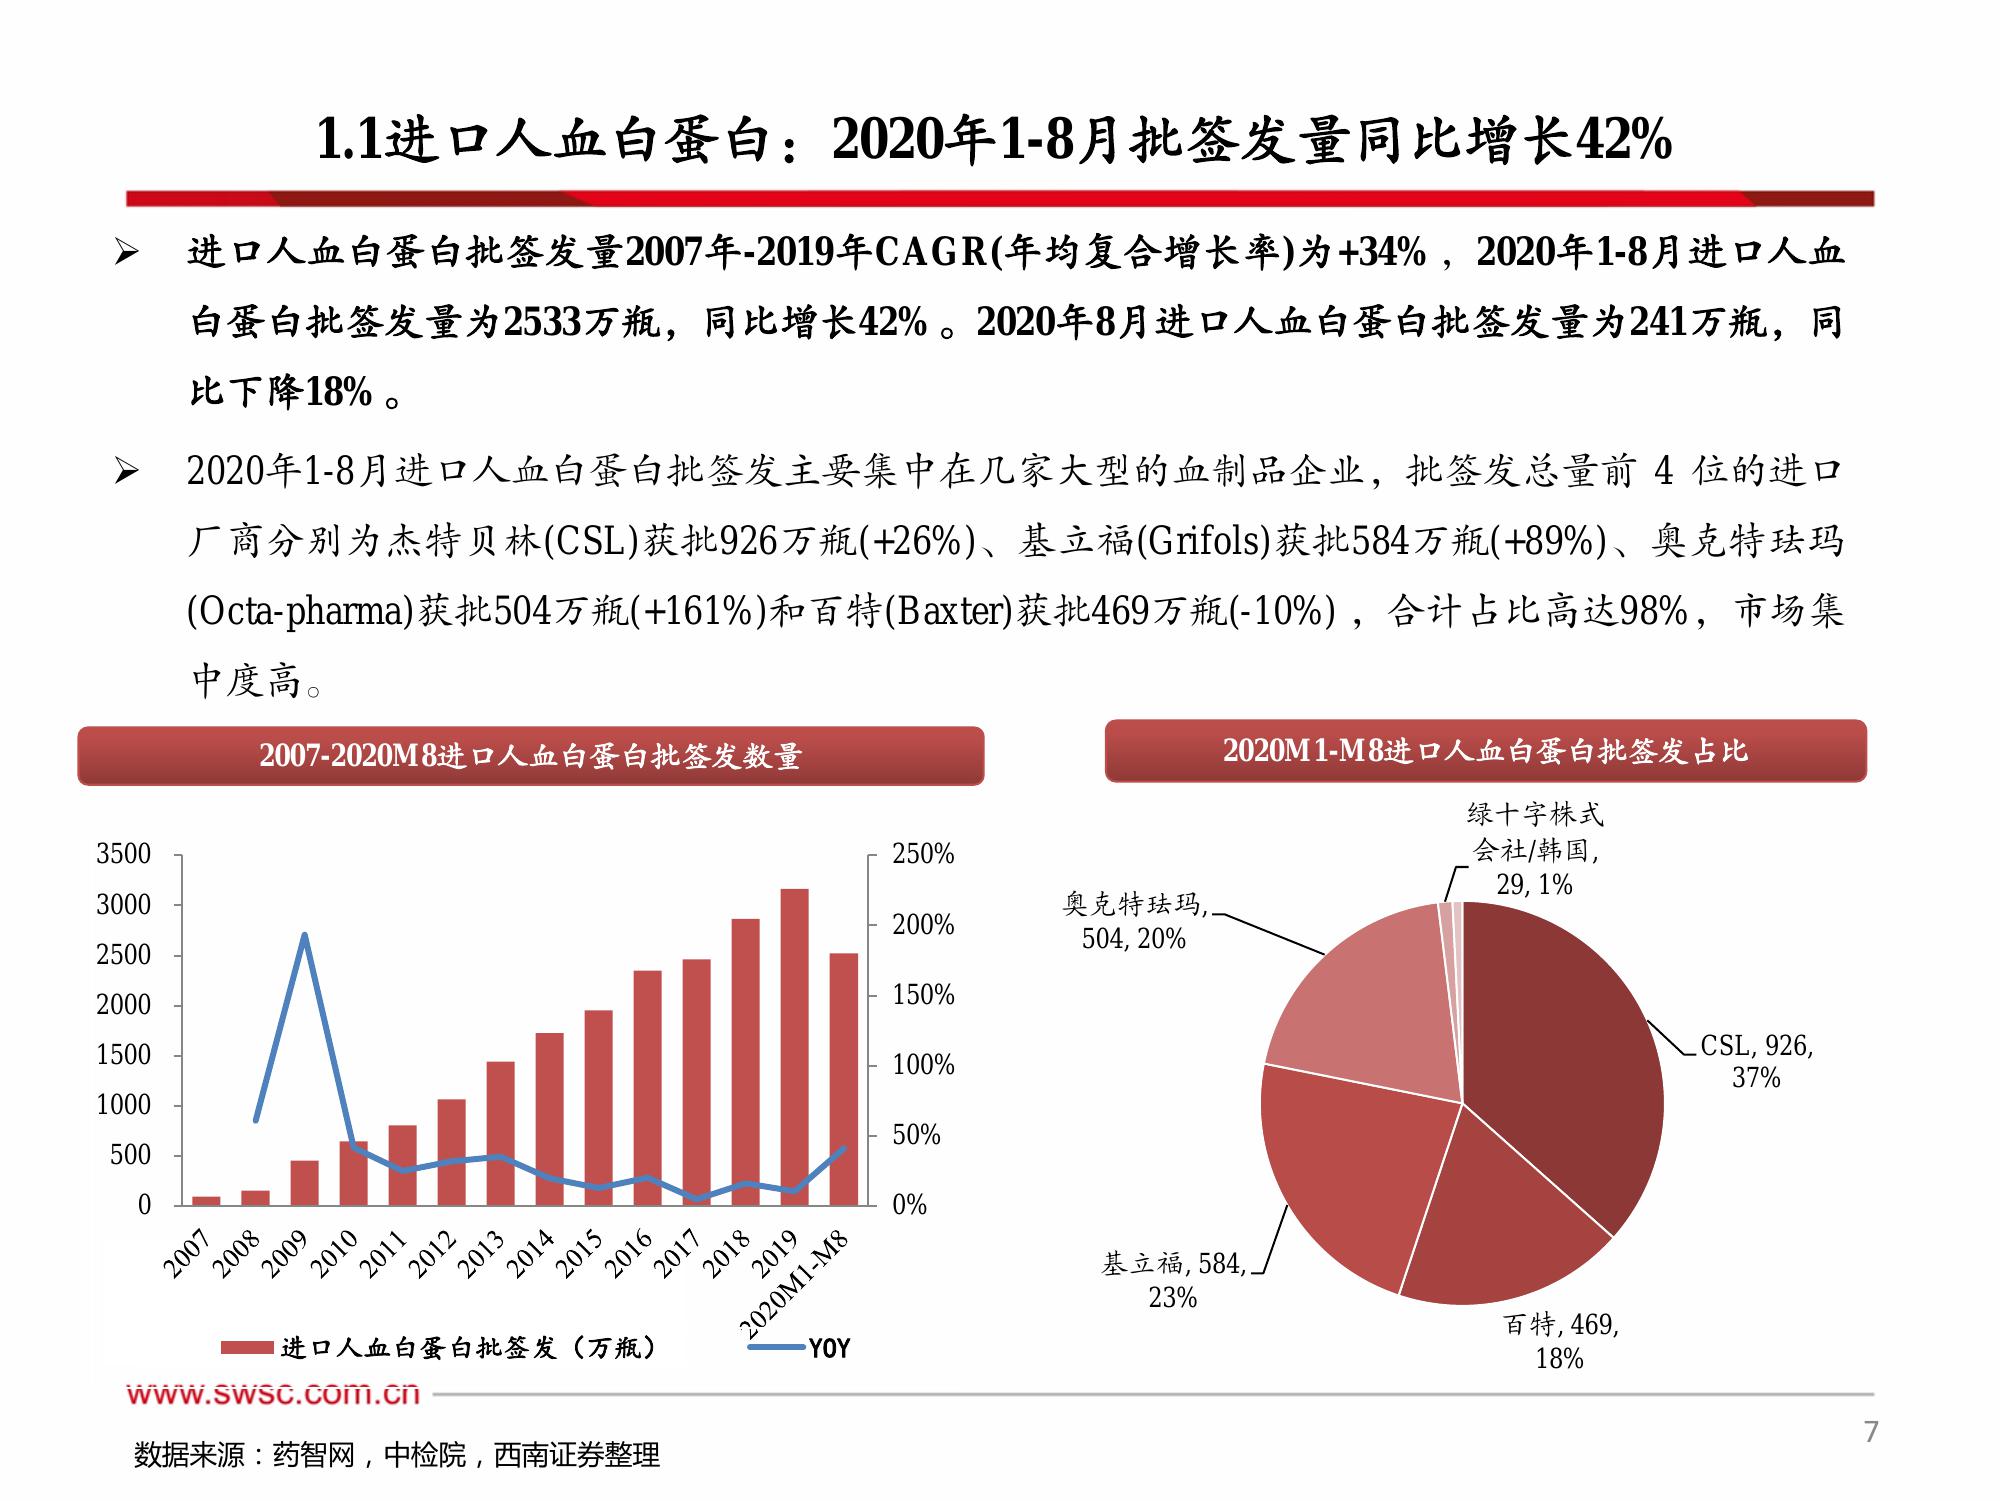 1.1进口人血白蛋白：2020年1-8月批签发量同比增长42%
➢ 进口人血白蛋白批签发量2007年-2019年CAGR(年均复合增长率)为+34%，2020年1-8月进口人血
白蛋白批签发量为2533万瓶，同比增长42%。2020年8月进口人血白蛋白批签发量为241万瓶，同
比下降18%。
➢ 2020年1-8月进口人血白蛋白批签发主要集中在几家大型的血制品企业，批签发总量前 4 位的进口
厂商分别为杰特贝林(CSL)获批926万瓶(+26%)、基立福(Grifols)获批584万瓶(+89%)、奥克特珐玛
(Octa-pharma)获批504万瓶(+161%)和百特(Baxter)获批469万瓶(-10%)，合计占比高达98%，市场集
中度高。
2007-2020M8进口人血白蛋白批签发数量
3500
3000
2500
2000
1500
1000
500
0
250%
200%
150%
100%
50%
0%
2007
2008
2009
2010
2011
2012
2013
2014
2015
2016
2017
2018
2019
2020M1-M8
进口人血白蛋白批签发（万瓶）
YOY
2020M1-M8进口人血白蛋白批签发占比
绿十字株式
会社/韩国,
29, 1%
奥克特珐玛,
504, 20%
CSL, 926,
37%
基立福, 584,
23%
百特, 469,
18%
www.swsc.com.cn
7
数据来源：药智网，中检院，西南证券整理